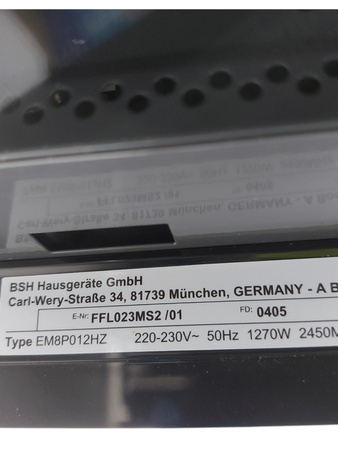 BSH Hausgeräte GmbH
Carl-Wery-Straße 34, 81739 München, GERMANY - A B
E-Nr: FFL023MS2 /01 FD: 0405
Type EM8P012HZ 220-230V~ 50Hz 1270W 2450M